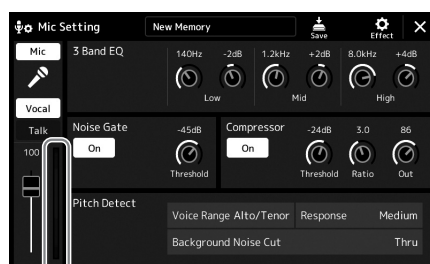 Mic Setting New Memory Save Effect
Mic 3 Band EQ 140Hz -2dB 1.2kHz +2dB 8.0kHz +4dB
Low Mid High
Vocal
Talk Noise Gate -45dB Compressor -24dB 3.0 86
100 On On
Threshold Threshold Ratio Out
Pitch Detect
Voice Range Alto/Tenor Response Medium
Background Noise Cut Thru